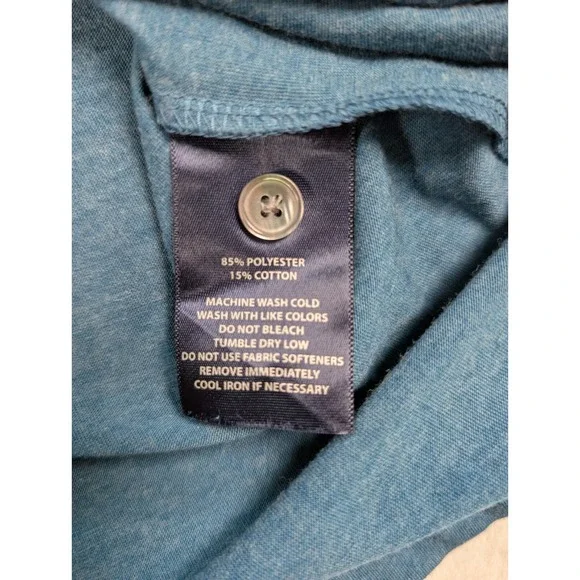 85% POLYESTER
15% COTTON
MACHINE WASH COLD
WASH WITH LIKE COLORS
DO NOT BLEACH
TUMBLE DRY LOW
DO NOT USE FABRIC SOFTENERS
REMOVE IMMEDIATELY
COOL IRON IF NECESSARY